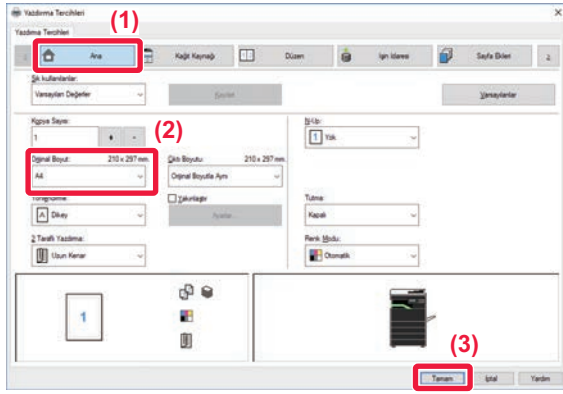 Yazdırma Tercihleri
(1)
Yazdırma Tercihleri
Ana
Kağıt Kaynağı
Düzen
İşin İdaresi
Sayfa Ekleri
Sık kullanılanlar:
Varsayılan Değerler
Kaydet
Varsayılanlar
Kopya Sayısı:
1
+
-
(2)
N-Up:
1 Yok
Orijinal Boyut: 210 x 297 mm.
A4
Çıktı Boyutu: 210 x 297 mm.
Orijinal Boyutla Aynı
Yönlendirme:
A Dikey
Yakınlaştır
Ayarlar...
Tutma:
Kapalı
2 Taraflı Yazdırma:
Uzun Kenar
Renk Modu:
Otomatik
1
(3)
Tamam
İptal
Yardım